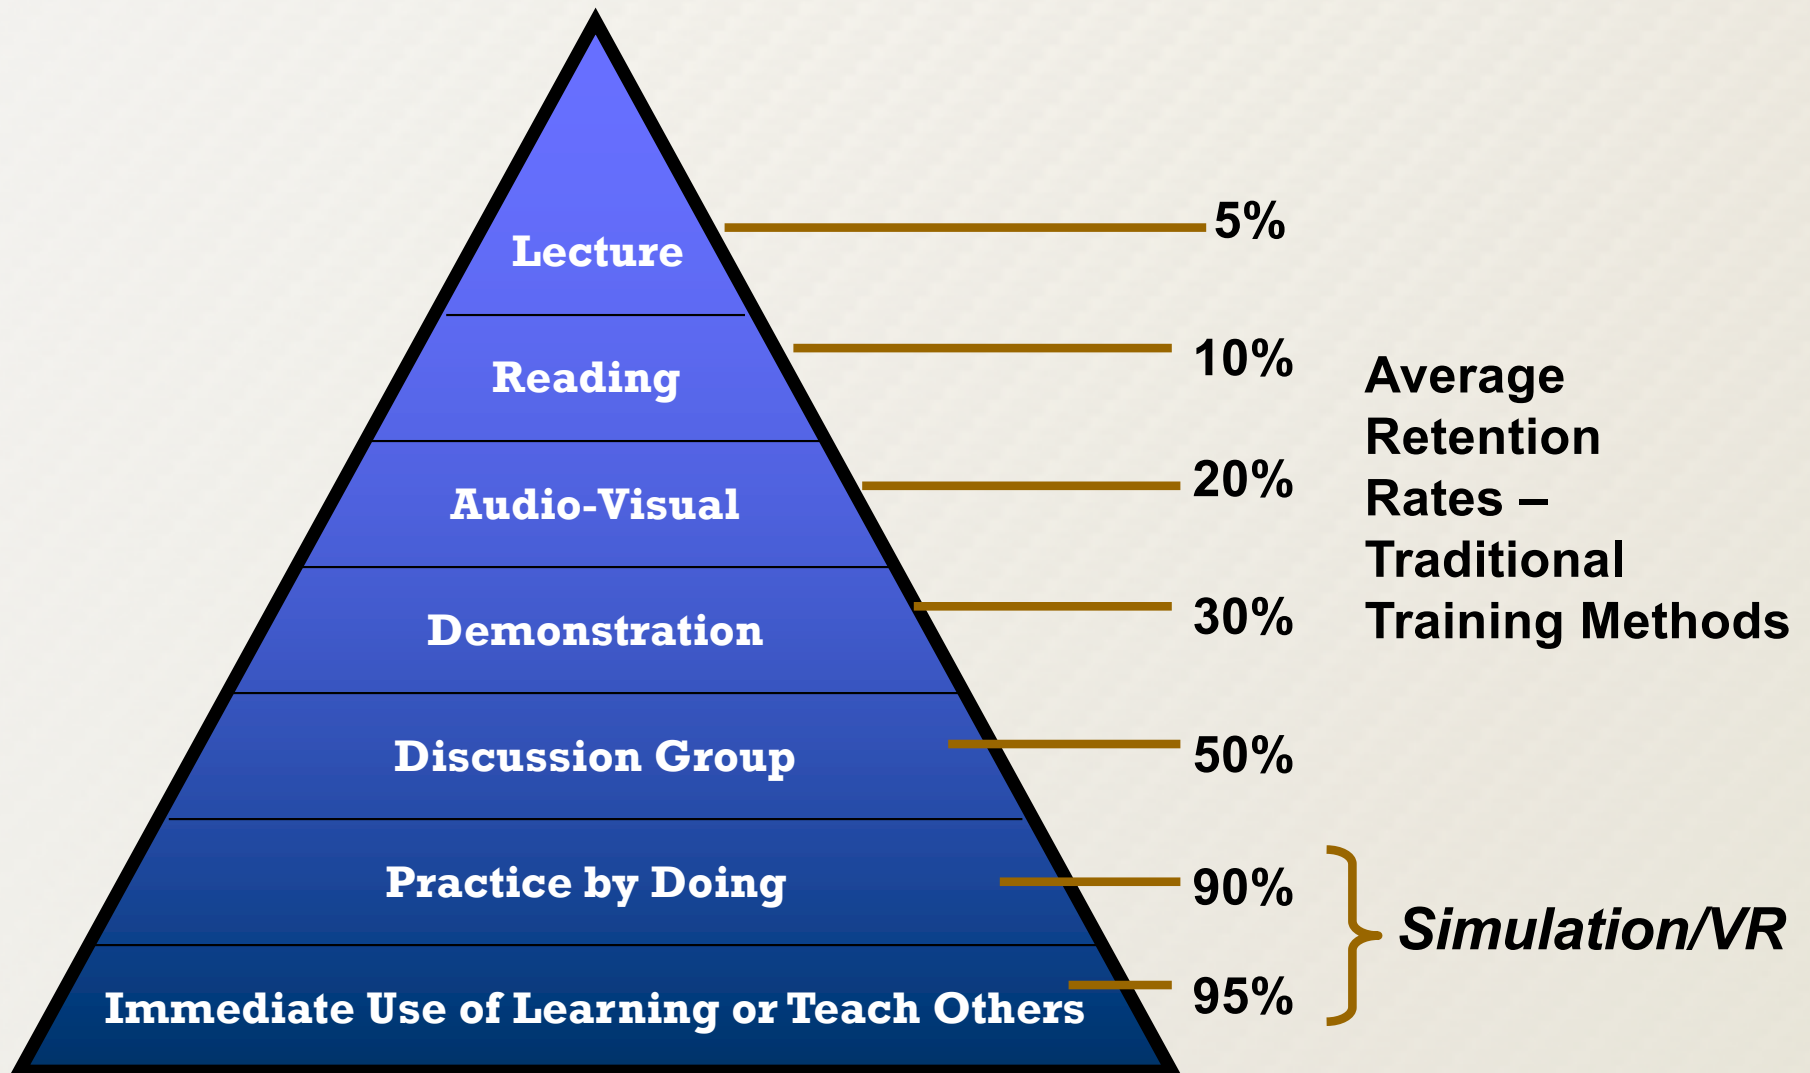 Lecture
5%
Reading
10%
Audio-Visual
20%
Demonstration
30%
Discussion Group
50%
Practice by Doing
90%
Immediate Use of Learning or Teach Others
95%
Average
Retention
Rates –
Traditional
Training Methods
Simulation/VR